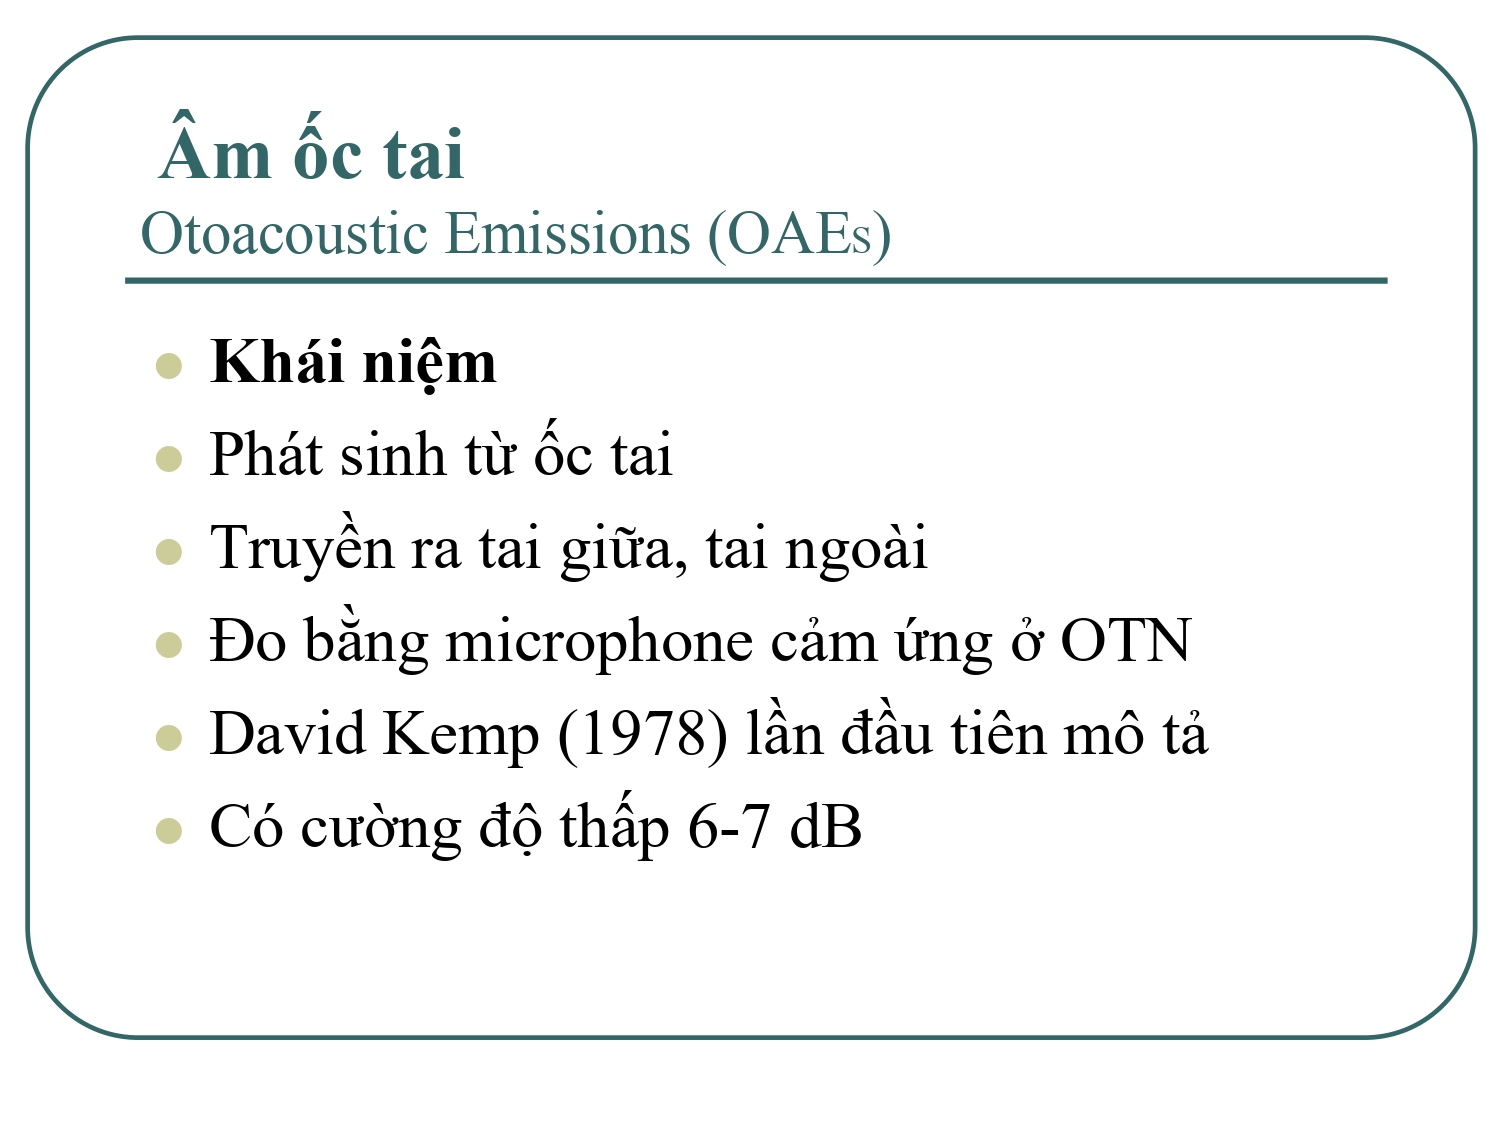 Âm ốc tai
Otoacoustic Emissions (OAEs)
Khái niệm
Phát sinh từ ốc tai
Truyền ra tai giữa, tai ngoài
Đo bằng microphone cảm ứng ở OTN
David Kemp (1978) lần đầu tiên mô tả
Có cường độ thấp 6-7 dB